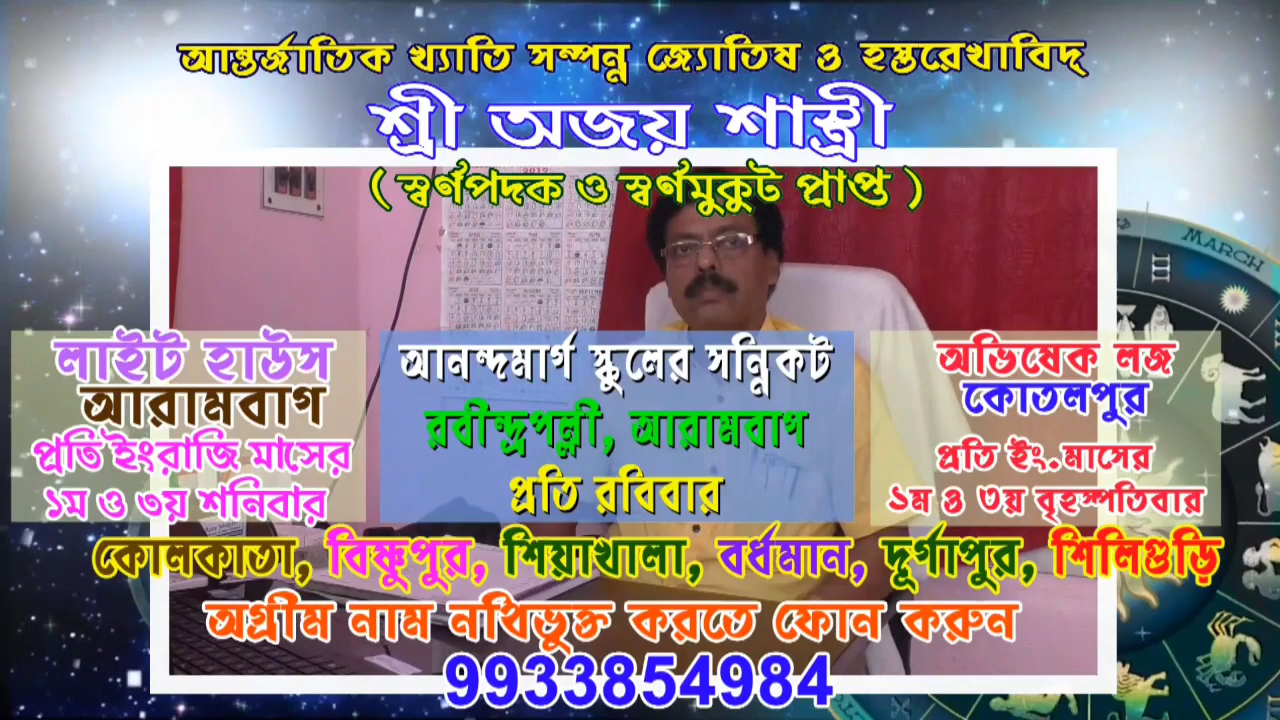 আন্তর্জাতিক খ্যাতি সম্পন্ন জ্যোতিষ ও হস্তরেখাবিদ্
শ্রী অজয় শাস্ত্রী
( স্বর্ণপদক ও স্বর্ণমুকুট প্রাপ্ত )
লাইট হাউস
আরামবাগ
প্রতি ইংরাজি মাসের
১ম ও ৩য় শনিবার
আনন্দমার্গ স্কুলের সন্নিকট
রবীন্দ্রপল্লী, আরামবাগ
প্রতি রবিবার
অভিষেক লজ
কোতলপুর
প্রতি ইং.মাসের
১ম ও ৩য় বৃহস্পতিবার
কোলকাতা, বিষ্ণুপুর, শিয়াখালা, বর্ধমান, দূর্গাপুর, শিলিগুড়ি
অগ্রীম নাম নথিভুক্ত করতে ফোন করুন
9933854984
MARCH